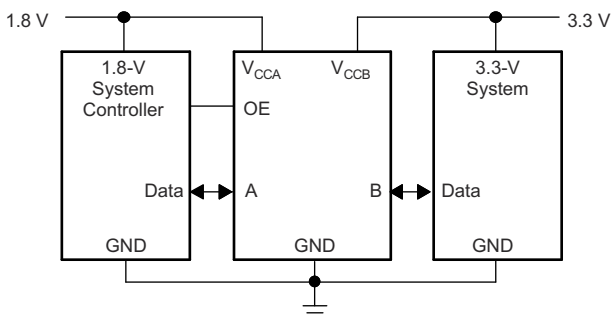 1.8 V
3.3 V
1.8-V
System
Controller
VCCA
VCCB
OE
3.3-V
System
Data
A
B
Data
GND
GND
GND